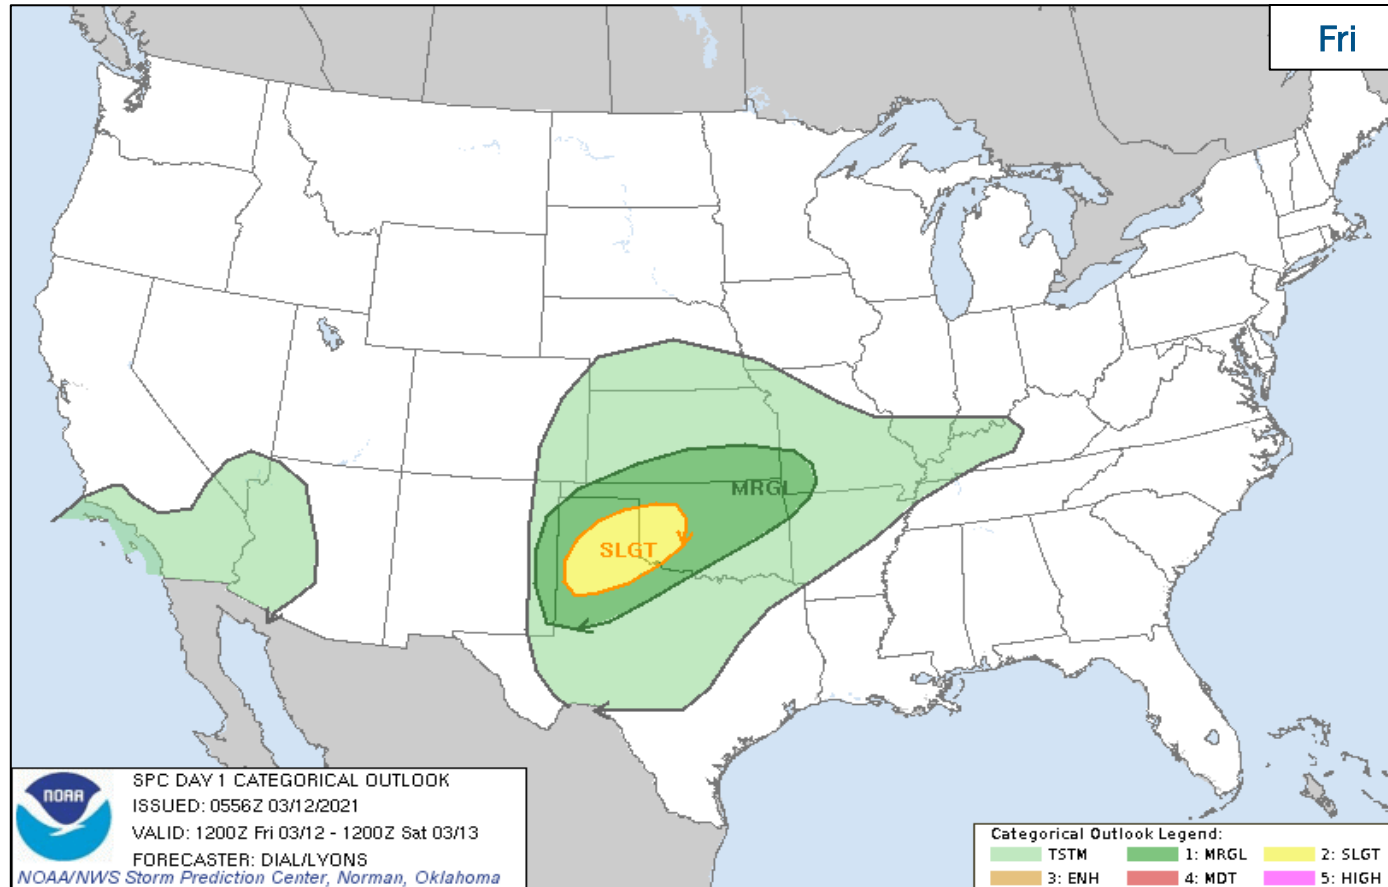 Fri
MRGL
SLGT
NOAA
SPC DAY 1 CATEGORICAL OUTLOOK
ISSUED: 0556Z 03/12/2021
VALID: 1200Z Fri 03/12 - 1200Z Sat 03/13
FORECASTER: DIAL/LYONS
NOAA/NWS Storm Prediction Center, Norman, Oklahoma
Categorical Outlook Legend:
TSTM 1: MRGL 2: SLGT
3: ENH 4: MDT 5: HIGH